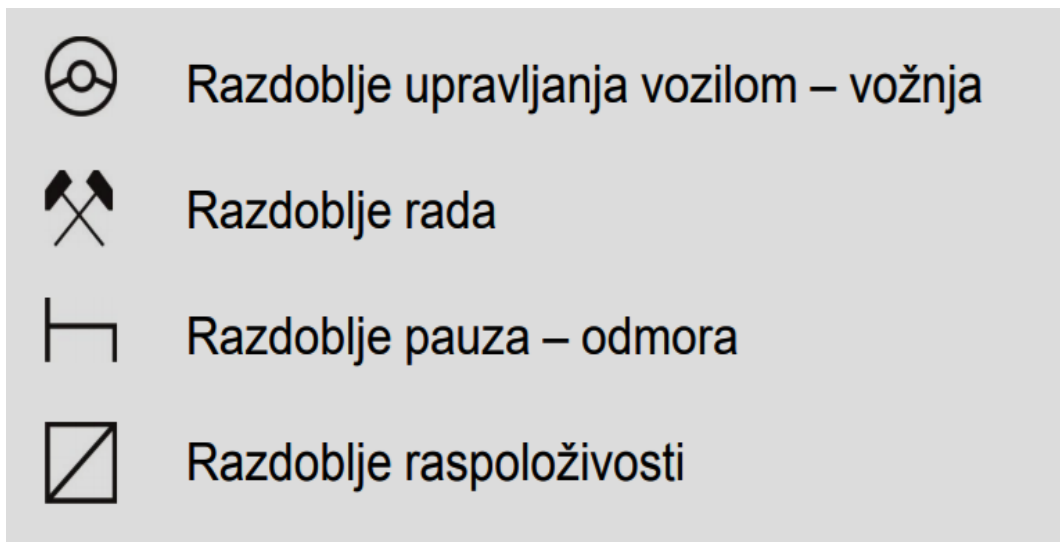 Razdoblje upravljanja vozilom – vožnja
Razdoblje rada
Razdoblje pauza – odmora
Razdoblje raspoloživosti